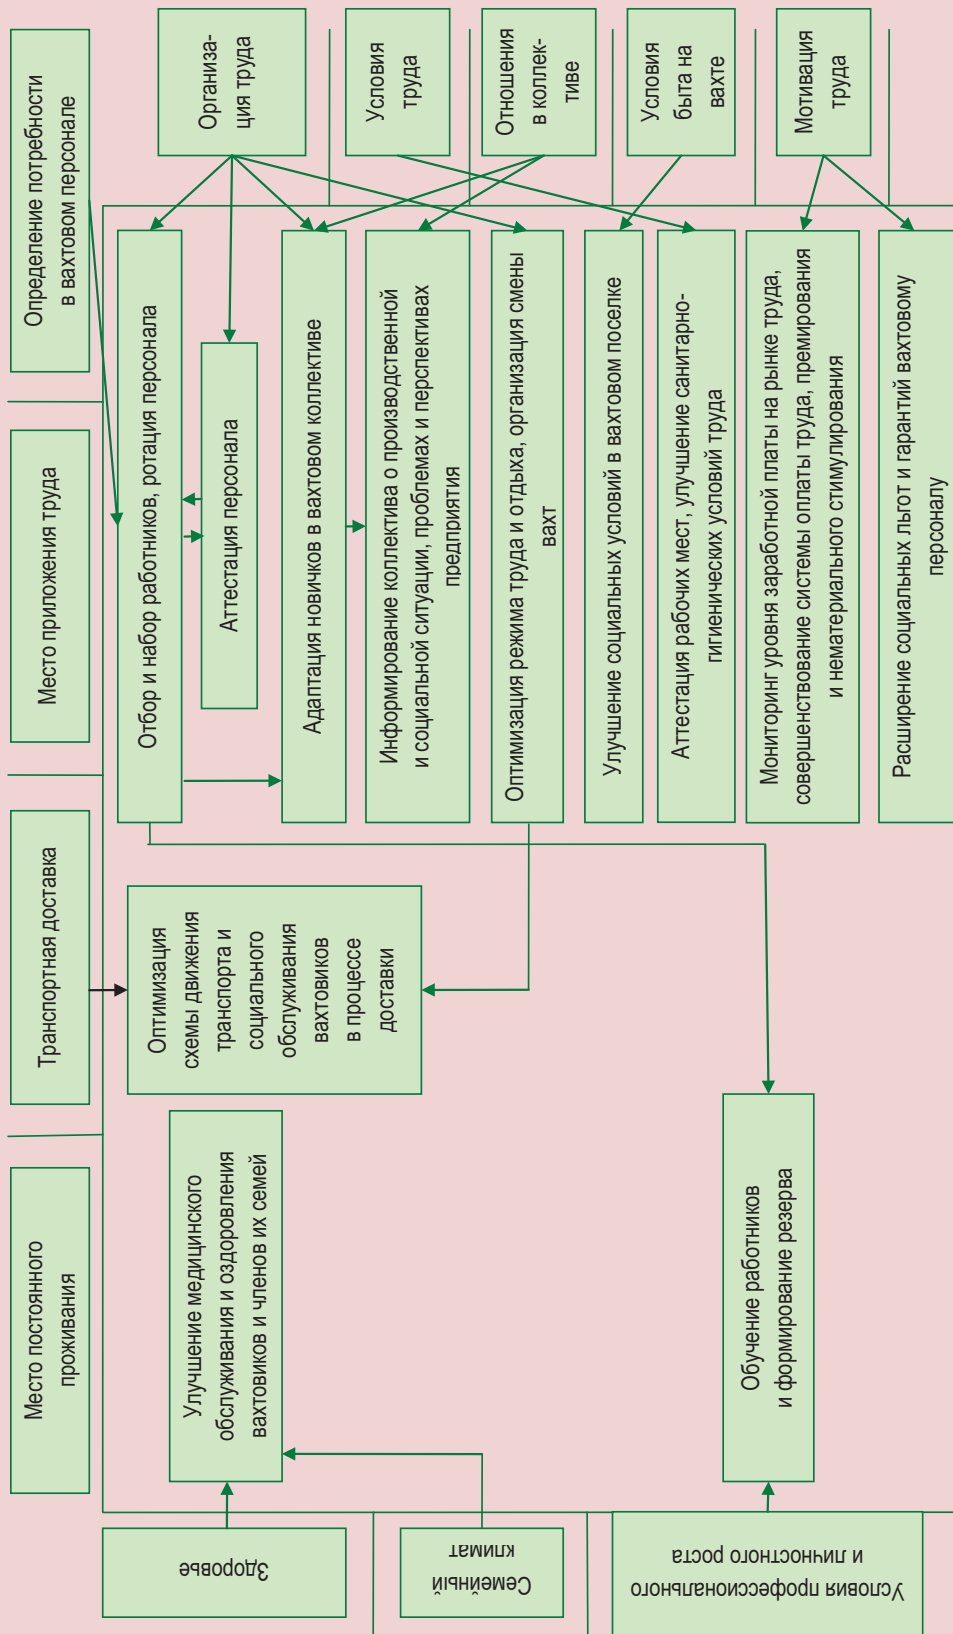 Место постоянного
проживания
Транспортная доставка
Место приложения труда
Определение потребности
в вахтовом персонале
Здоровье
Семейный
климат
Условия профессионального
и личностного роста
Улучшение медицинского
обслуживания и оздоровления
вахтовиков и членов их семей
Обучение работников
и формирование резерва
Оптимизация
схемы движения
транспорта и
социального
обслуживания
вахтовиков
в процессе
доставки
Отбор и набор работников, ротация персонала
Аттестация персонала
Адаптация новичков в вахтовом коллективе
Информирование коллектива о производственной
и социальной ситуации, проблемах и перспективах
предприятия
Оптимизация режима труда и отдыха, организация смены
вахт
Улучшение социальных условий в вахтовом поселке
Аттестация рабочих мест, улучшение санитарно-
гигиенических условий труда
Мониторинг уровня заработной платы на рынке труда,
совершенствование системы оплаты труда, премирования
и нематериального стимулирования
Расширение социальных льгот и гарантий вахтовому
персоналу
Организа-
ция труда
Условия
труда
Отношения
в коллек-
тиве
Условия
быта на
вахте
Мотивация
труда